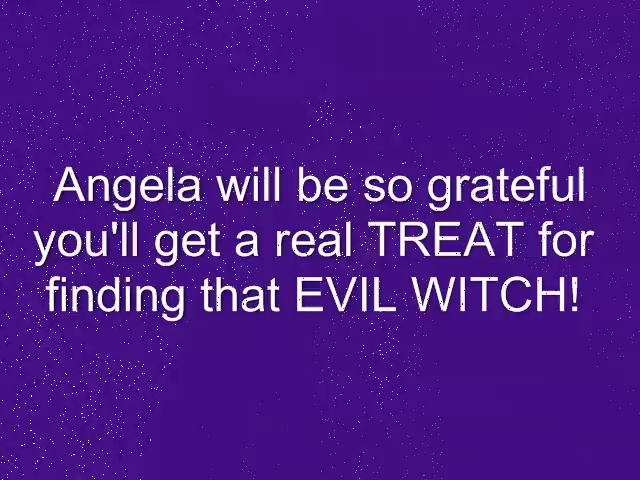 Angela will be so grateful
you'll get a real TREAT for
finding that EVIL WITCH!